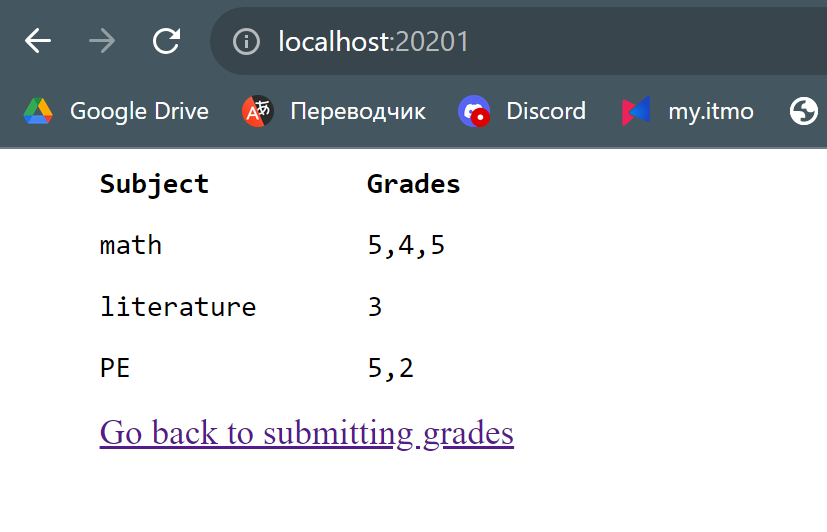 localhost:20201
Google Drive Переводчик Discord my.itmo
Subject Grades
math 5,4,5
literature 3
PE 5,2
Go back to submitting grades